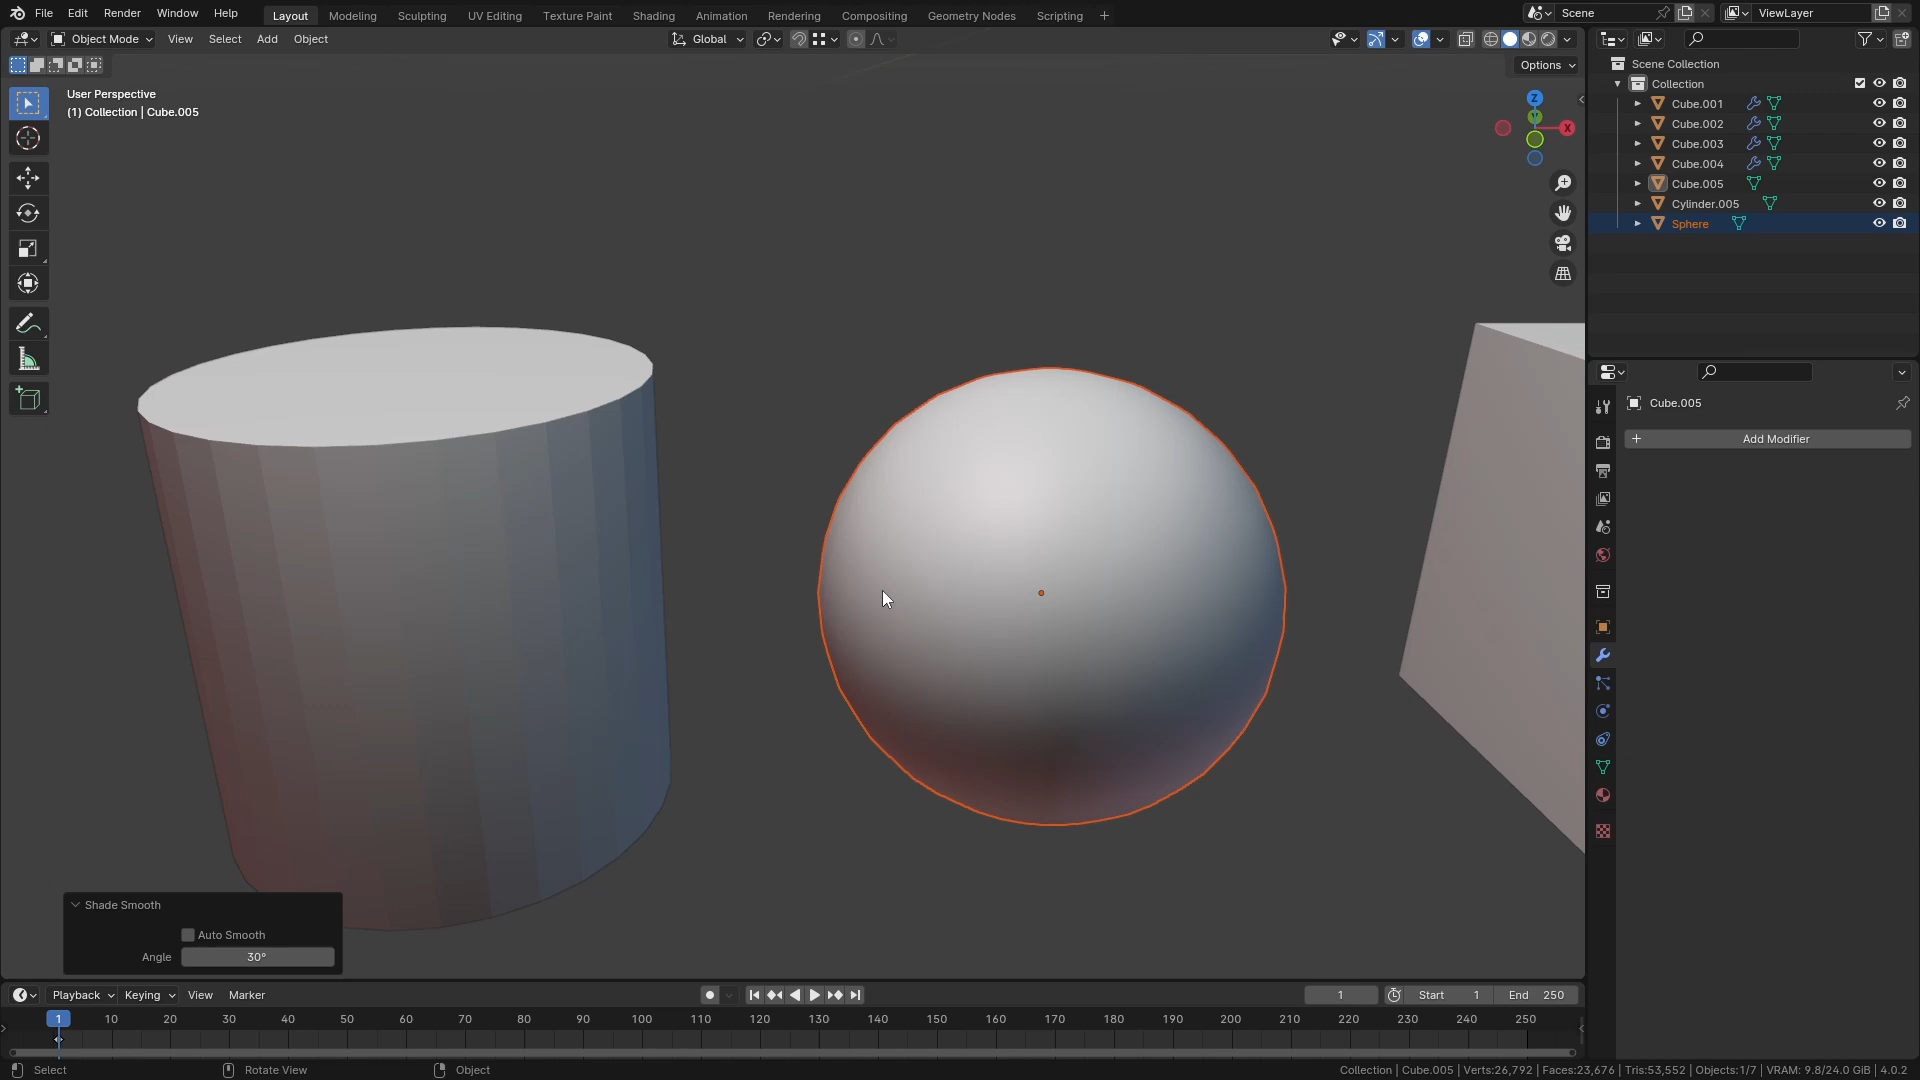 File Edit Render Window Help
Layout Modeling Sculpting UV Editing Texture Paint Shading Animation Rendering Compositing Geometry Nodes Scripting +
Scene
ViewLayer
Object Mode View Select Add Object
Global
Options
User Perspective
(1) Collection | Cube.005
Z
Y
X
Scene Collection
Collection
Cube.001
Cube.002
Cube.003
Cube.004
Cube.005
Cylinder.005
Sphere
Cube.005
+ Add Modifier
Shade Smooth
Auto Smooth
Angle 30°
Playback Keying View Marker
1 Start 1 End 250
1 10 20 30 40 50 60 70 80 90 100 110 120 130 140 150 160 170 180 190 200 210 220 230 240 250
Select Rotate View Object
Collection | Cube.005 | Verts:26,792 | Faces:23,676 | Tris:53,552 | Objects:1/7 | VRAM: 9.8/24.0 GiB | 4.0.2